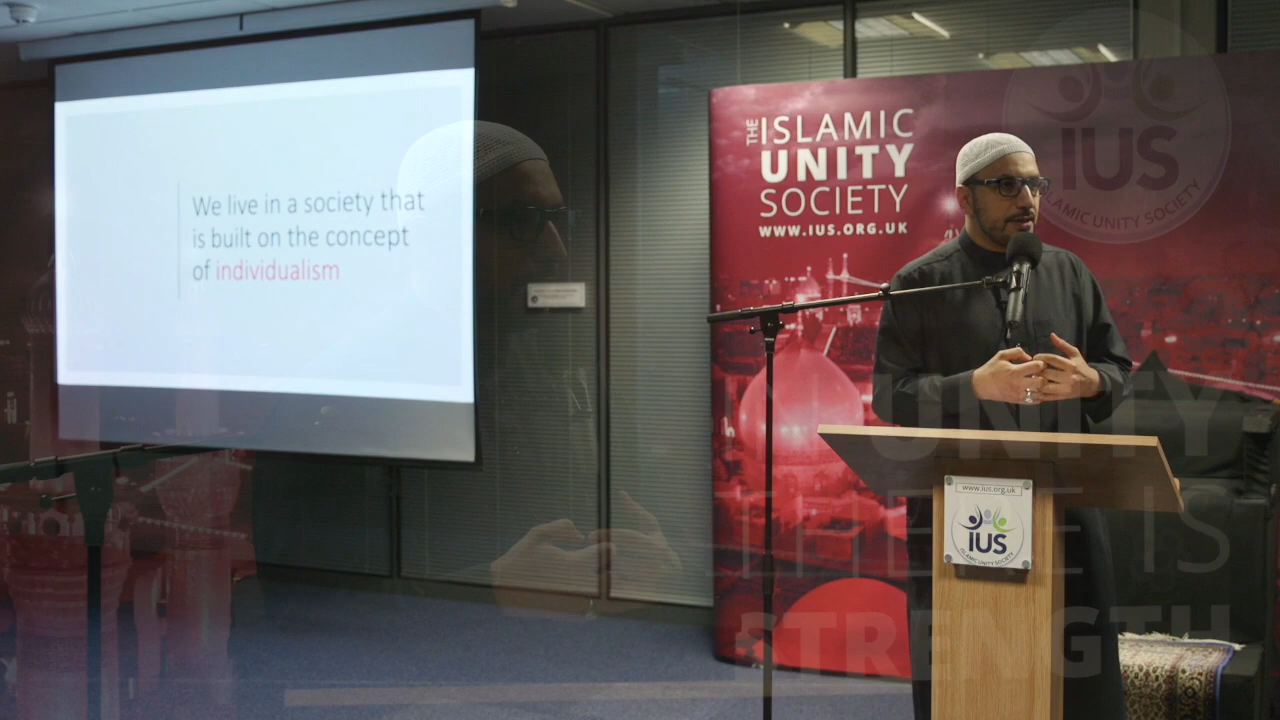 We live in a society that
is built on the concept
of individualism
THE
ISLAMIC
UNITY
SOCIETY
WWW.IUS.ORG.UK
IUS
ISLAMIC UNITY SOCIETY
UNITY
THERE IS
STRENGTH
www.ius.org.uk
IUS
ISLAMIC UNITY SOCIETY